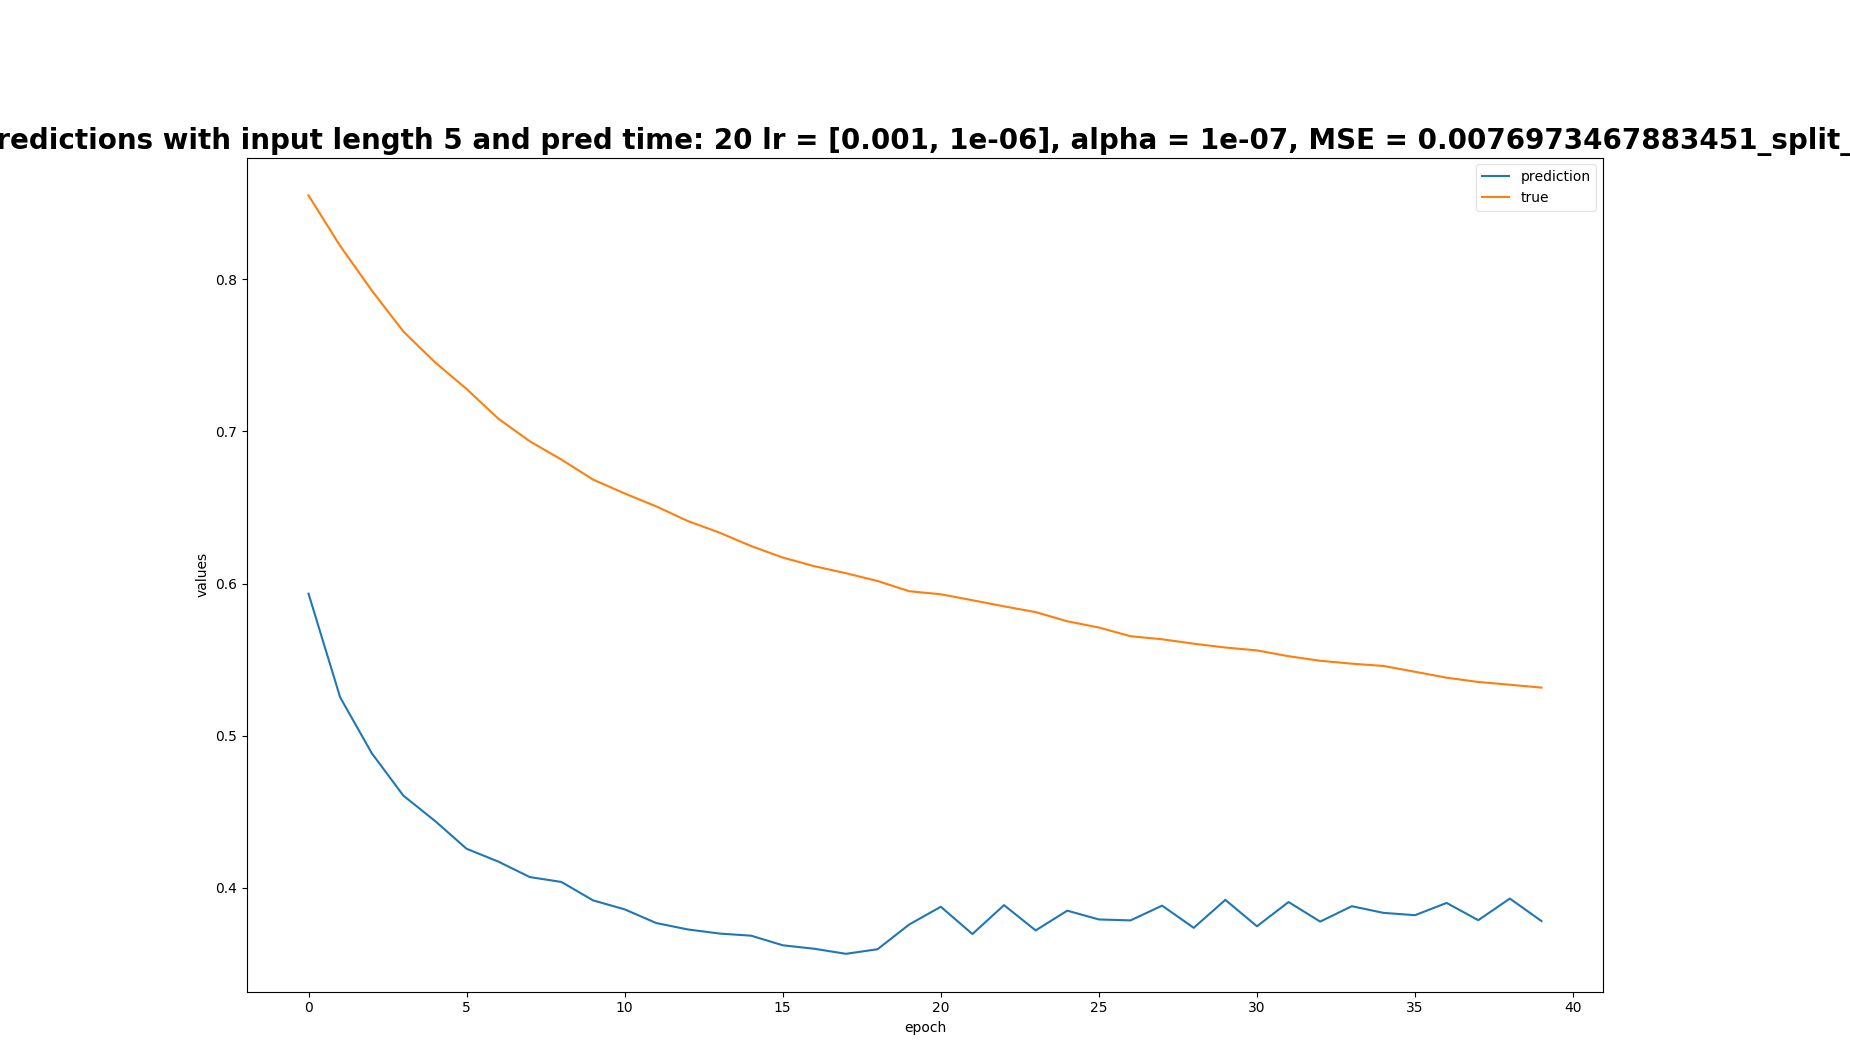 redictions with input length 5 and pred time: 20 lr = [0.001, 1e-06], alpha = 1e-07, MSE = 0.0076973467883451_split_
prediction
true
0.8
0.7
0.6
0.5
0.4
values
0 5 10 15 20 25 30 35 40
epoch